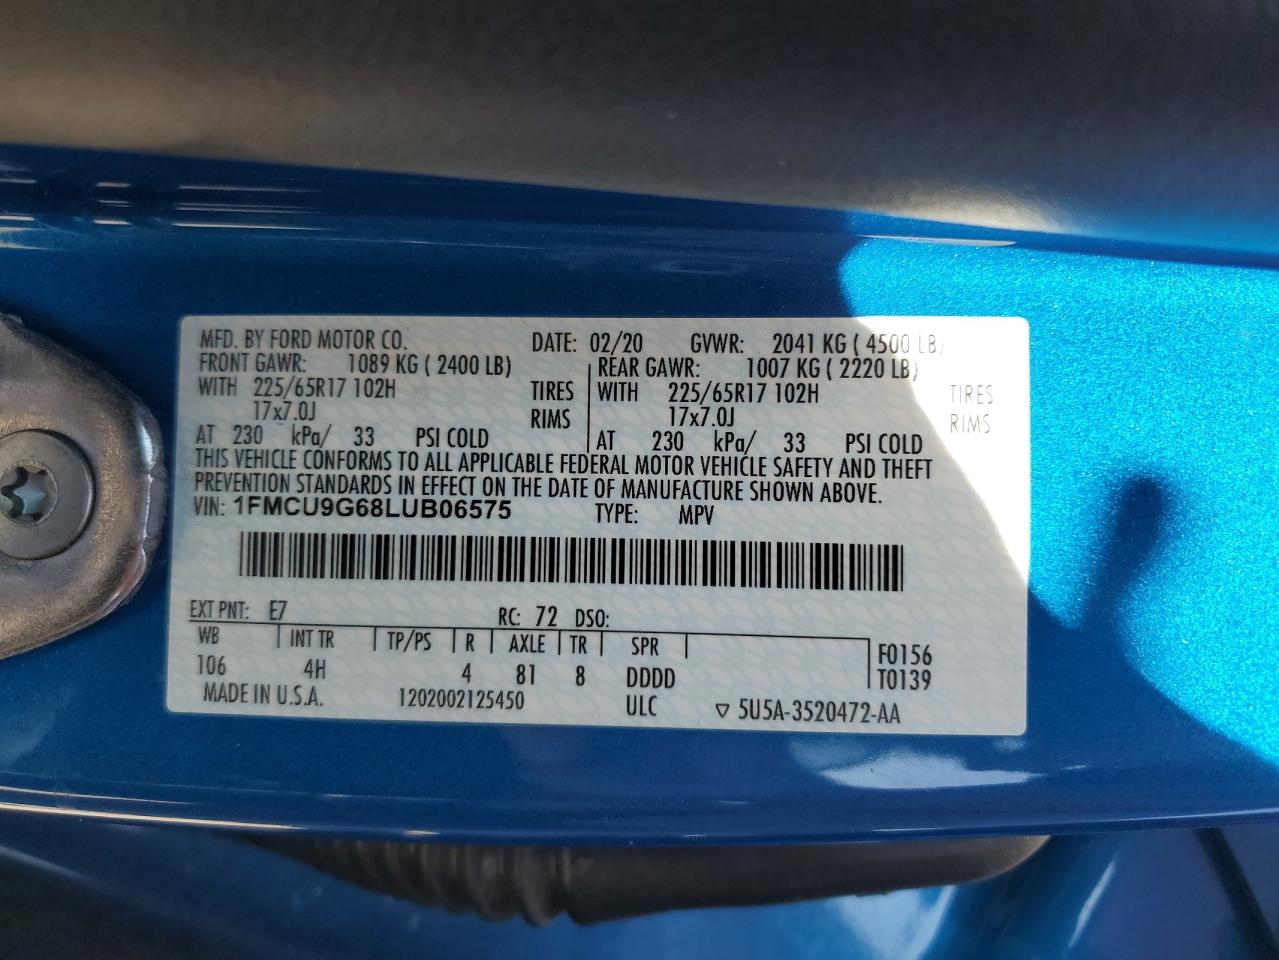 MFD. BY FORD MOTOR CO. DATE: 02/20 GVWR: 2041 KG ( 4500 LB)
FRONT GAWR: 1089 KG ( 2400 LB) REAR GAWR: 1007 KG ( 2220 LB)
WITH 225/65R17 102H TIRES WITH 225/65R17 102H TIRES
17x7.0J RIMS 17x7.0J RIMS
AT 230 kPa/ 33 PSI COLD AT 230 kPa/ 33 PSI COLD
THIS VEHICLE CONFORMS TO ALL APPLICABLE FEDERAL MOTOR VEHICLE SAFETY AND THEFT
PREVENTION STANDARDS IN EFFECT ON THE DATE OF MANUFACTURE SHOWN ABOVE.
VIN: 1FMCU9G68LUB06575 TYPE: MPV
EXT PNT: E7 RC: 72 DSO:
WB INT TR TP/PS R AXLE TR SPR F0156
106 4H 4 81 8 DDDD T0139
MADE IN U.S.A. 1202002125450 ULC ▽ 5U5A-3520472-AA